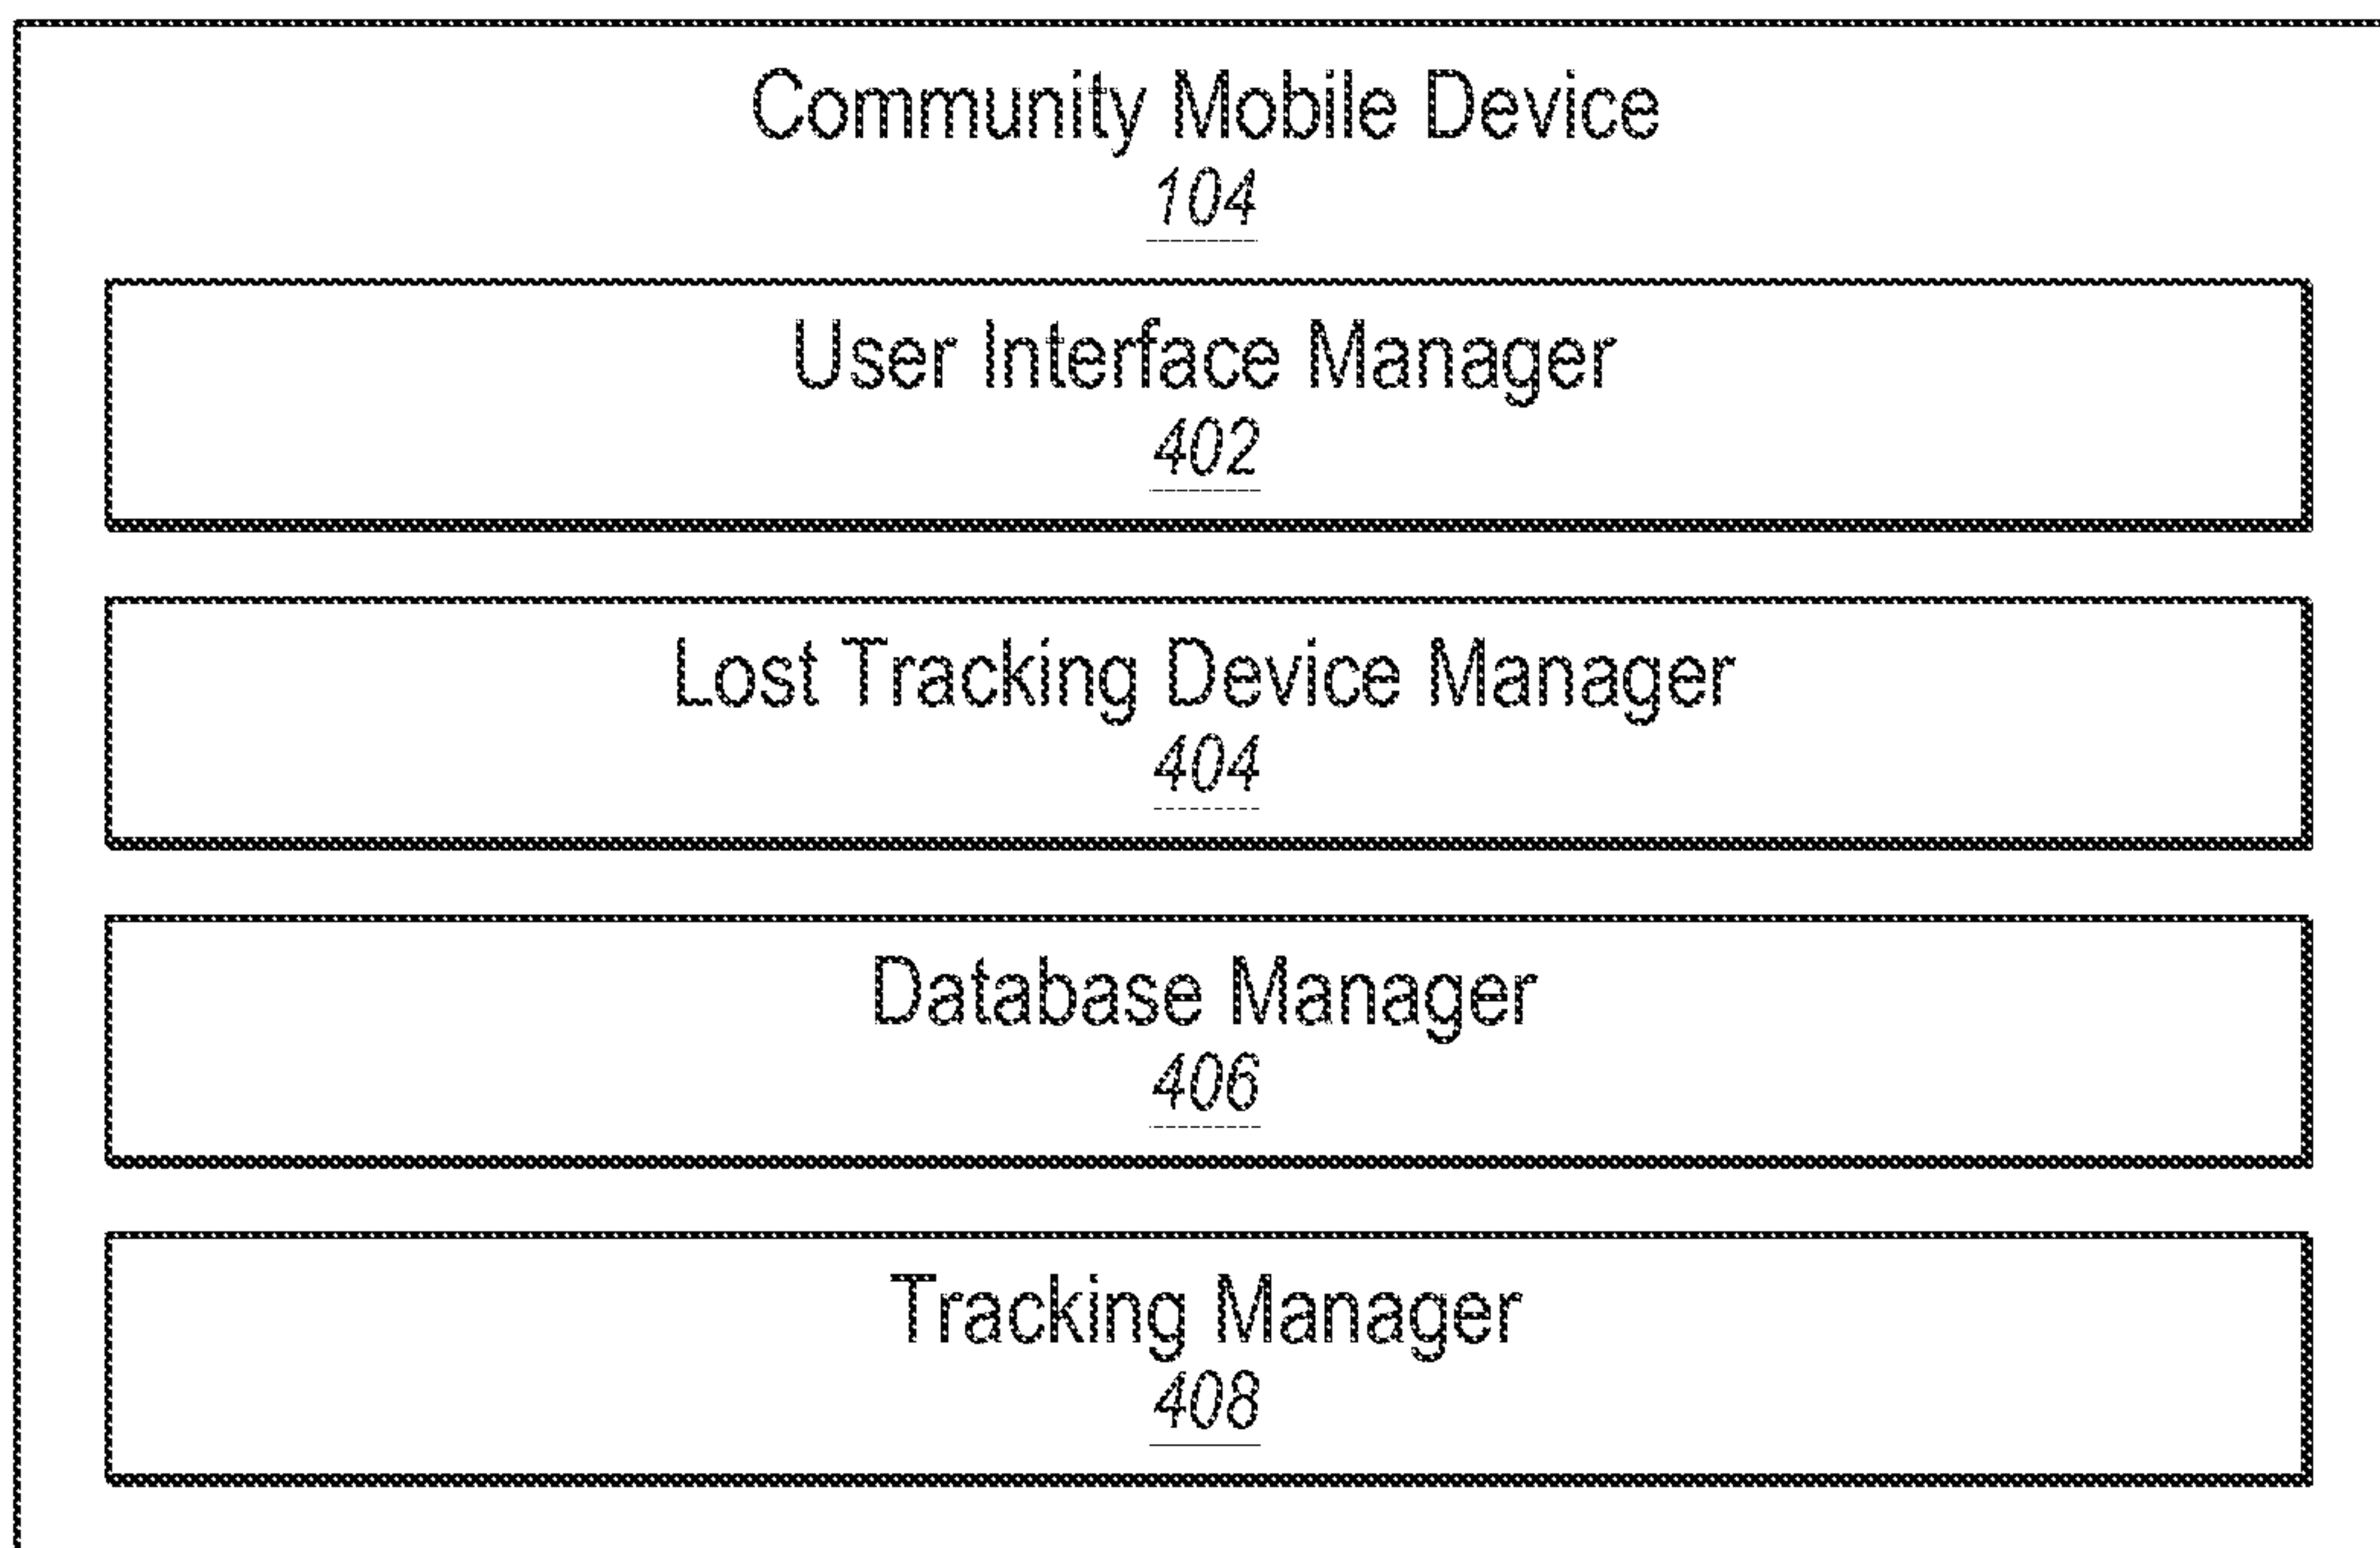 Community Mobile Device
104
User Interface Manager
402
Lost Tracking Device Manager
404
Database Manager
406
Tracking Manager
408